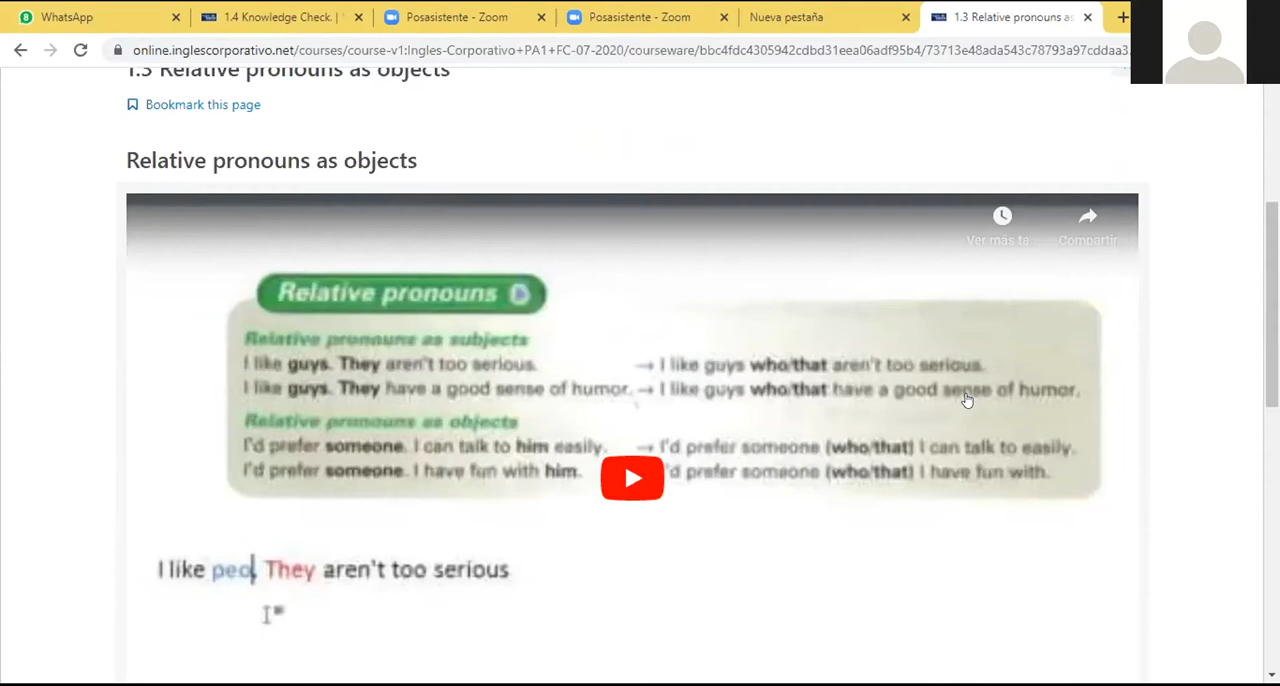 8 WhatsApp
1.4 Knowledge Check. |
Posasistente - Zoom
Posasistente - Zoom
Nueva pestaña
1.3 Relative pronouns as
online.inglescorporativo.net/courses/course-v1:Ingles-Corporativo+PA1+FC-07-2020/courseware/bbc4fdc4305942cdbd31eea06adf95b4/73713e48ada543c78793a97cddaa3...
1.3 Relative pronouns as objects
Bookmark this page
Relative pronouns as objects
Ver más ta... Compartir
Relative pronouns
Relative pronouns as subjects
I like guys. They aren't too serious. → I like guys who/that aren't too serious.
I like guys. They have a good sense of humor. → I like guys who/that have a good sense of humor.
Relative pronouns as objects
I'd prefer someone. I can talk to him easily. → I'd prefer someone (who/that) I can talk to easily.
I'd prefer someone. I have fun with him. 'd prefer someone (who/that) I have fun with.
I like peo. They aren't too serious